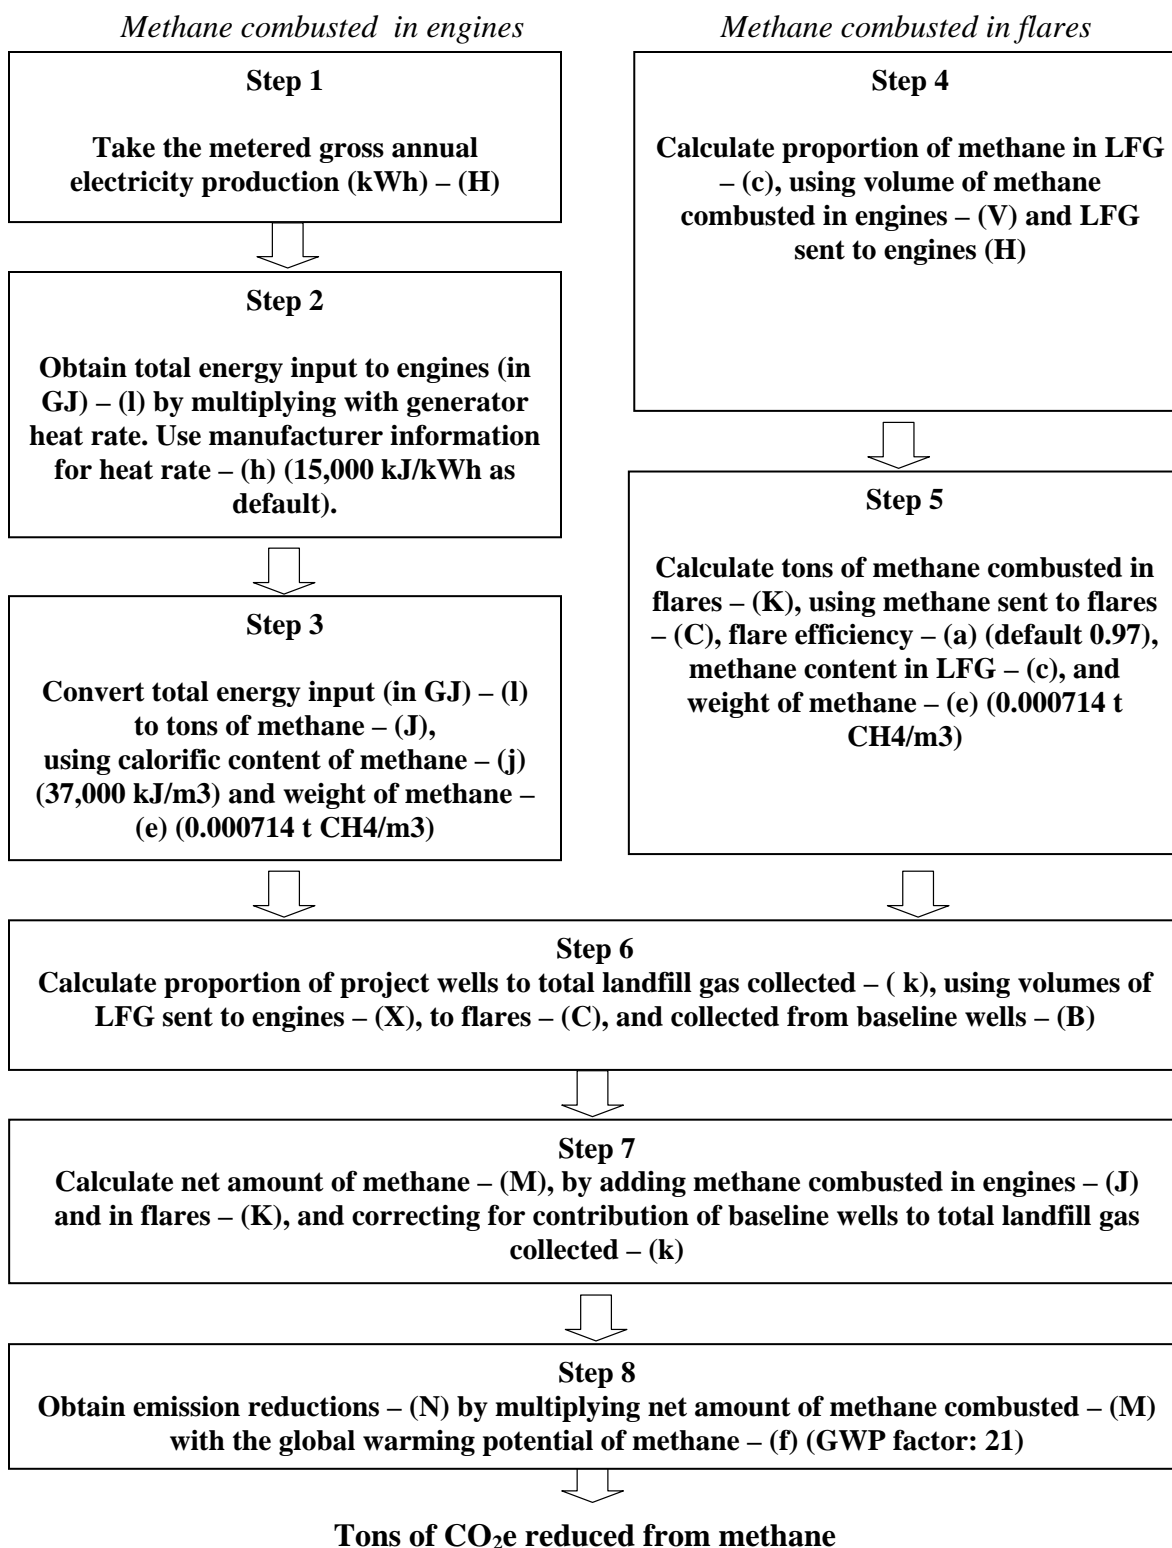 Methane combusted in engines
Step 1
Take the metered gross annual
electricity production (kWh) – (H)
Step 2
Obtain total energy input to engines (in
GJ) – (l) by multiplying with generator
heat rate. Use manufacturer information
for heat rate – (h) (15,000 kJ/kWh as
default).
Step 3
Convert total energy input (in GJ) – (l)
to tons of methane – (J),
using calorific content of methane – (j)
(37,000 kJ/m3) and weight of methane –
(e) (0.000714 t CH4/m3)
Methane combusted in flares
Step 4
Calculate proportion of methane in LFG
– (c), using volume of methane
combusted in engines – (V) and LFG
sent to engines (H)
Step 5
Calculate tons of methane combusted in
flares – (K), using methane sent to flares
– (C), flare efficiency – (a) (default 0.97),
methane content in LFG – (c), and
weight of methane – (e) (0.000714 t
CH4/m3)
Step 6
Calculate proportion of project wells to total landfill gas collected – ( k), using volumes of
LFG sent to engines – (X), to flares – (C), and collected from baseline wells – (B)
Step 7
Calculate net amount of methane – (M), by adding methane combusted in engines – (J)
and in flares – (K), and correcting for contribution of baseline wells to total landfill gas
collected – (k)
Step 8
Obtain emission reductions – (N) by multiplying net amount of methane combusted – (M)
with the global warming potential of methane – (f) (GWP factor: 21)
Tons of CO₂e reduced from methane